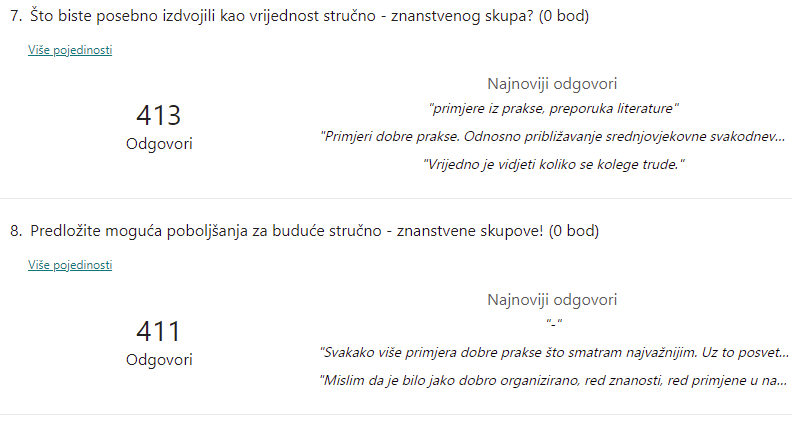 7. Što biste posebno izdvojili kao vrijednost stručno - znanstvenog skupa? (0 bod)
Više pojedinosti
413
Odgovori
Najnoviji odgovori
"primjere iz prakse, preporuka literature"
"Primjeri dobre prakse. Odnosno približavanje srednjovjekovne svakodnev...
"Vrijedno je vidjeti koliko se kolege trude."
8. Predložite moguća poboljšanja za buduće stručno - znanstvene skupove! (0 bod)
Više pojedinosti
411
Odgovori
Najnoviji odgovori
"-"
"Svakako više primjera dobre prakse što smatram najvažnijim. Uz to posvet...
"Mislim da je bilo jako dobro organizirano, red znanosti, red primjene u na...